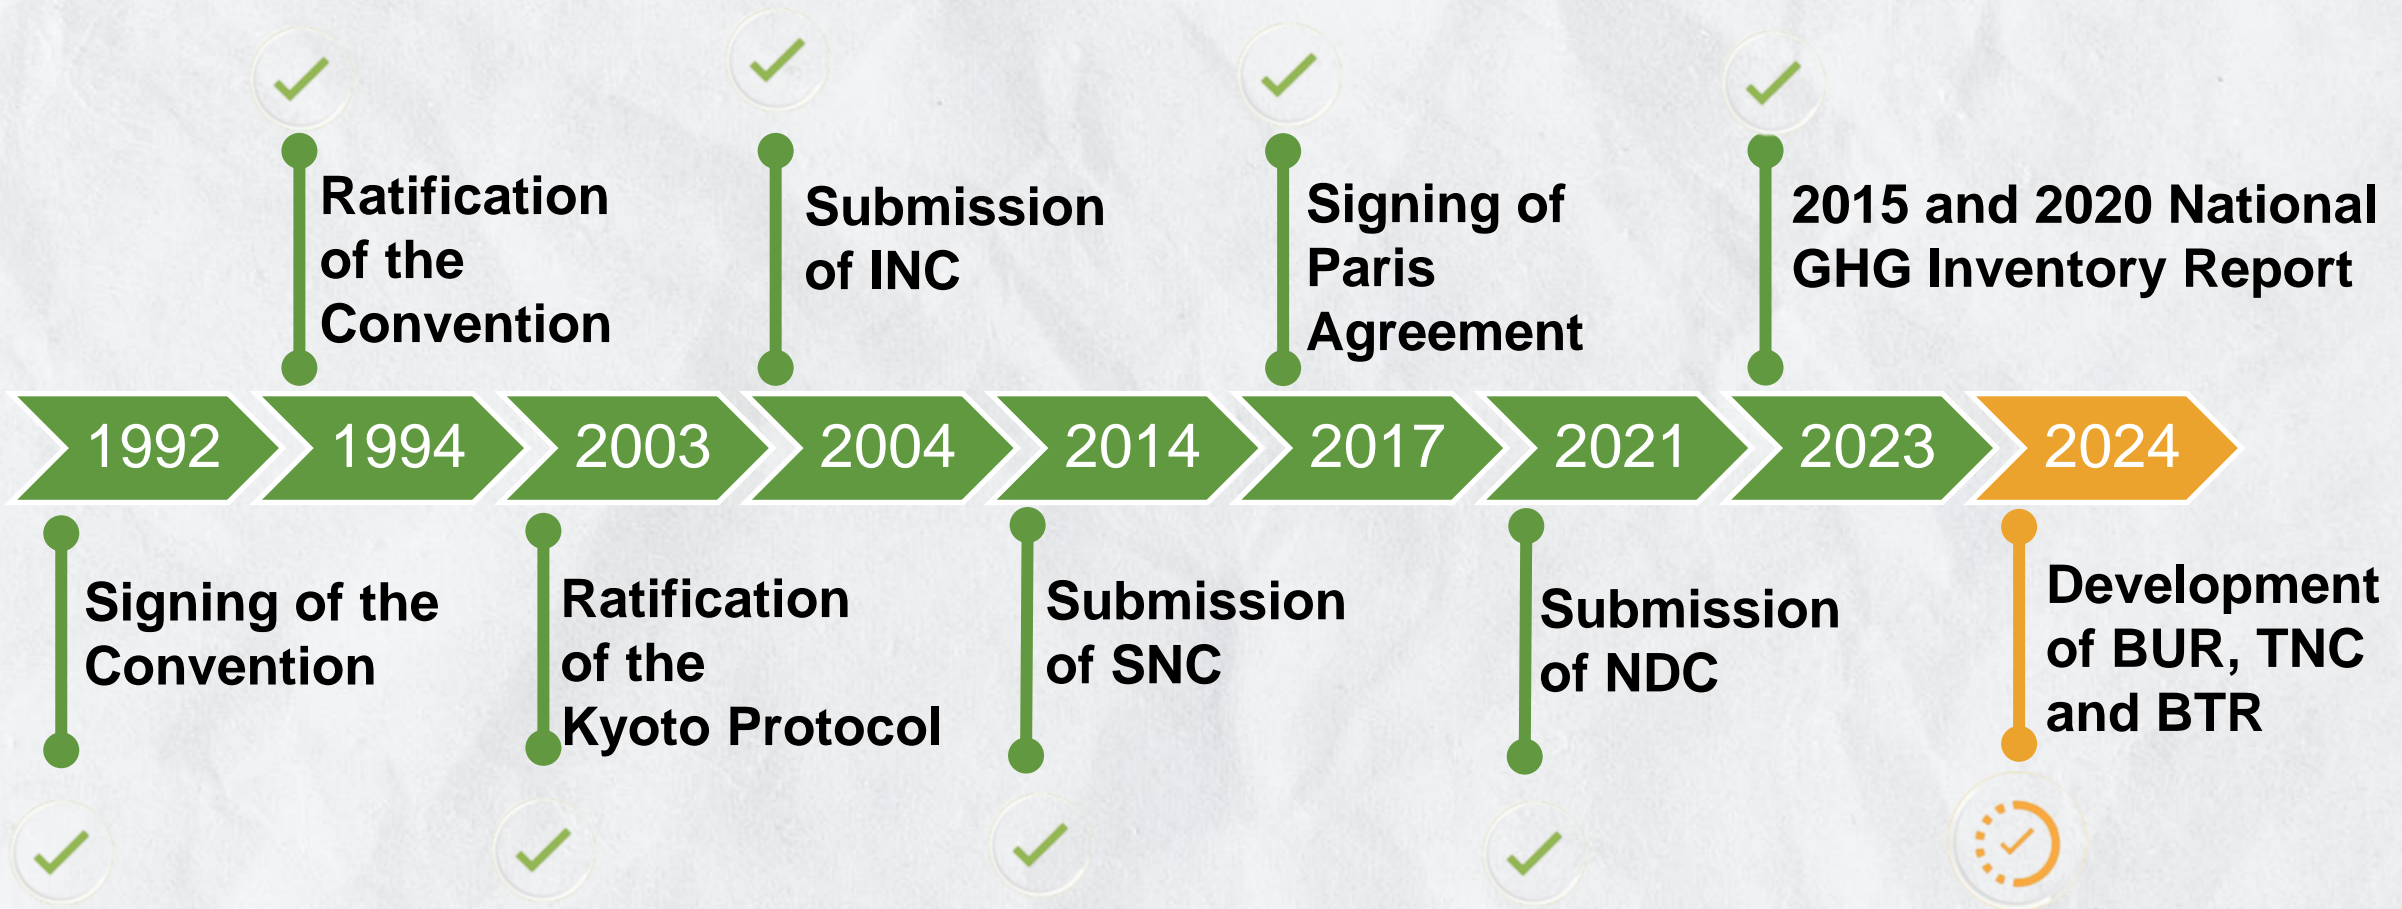 Ratification
of the
Convention
Submission
of INC
Signing of
Paris
Agreement
2015 and 2020 National
GHG Inventory Report
1992
1994
2003
2004
2014
2017
2021
2023
2024
Signing of the
Convention
Ratification
of the
Kyoto Protocol
Submission
of SNC
Submission
of NDC
Development
of BUR, TNC
and BTR